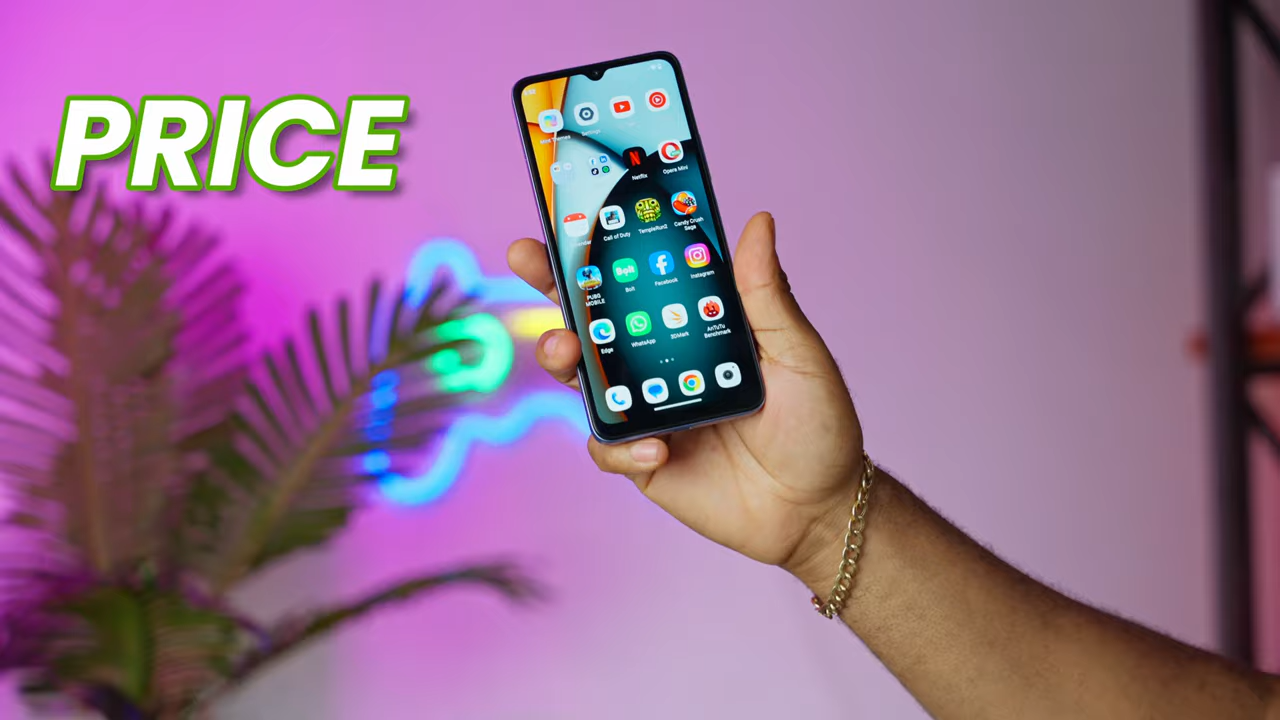 PRICE
Settings
Netflix
Opera Mini
Call of Duty
TempleRun2
Candy Crush
Saga
PUBG
MOBILE
Bolt
Bolt
Facebook
Instagram
Edge
WhatsApp
3DMark
AnTuTu
Benchmark